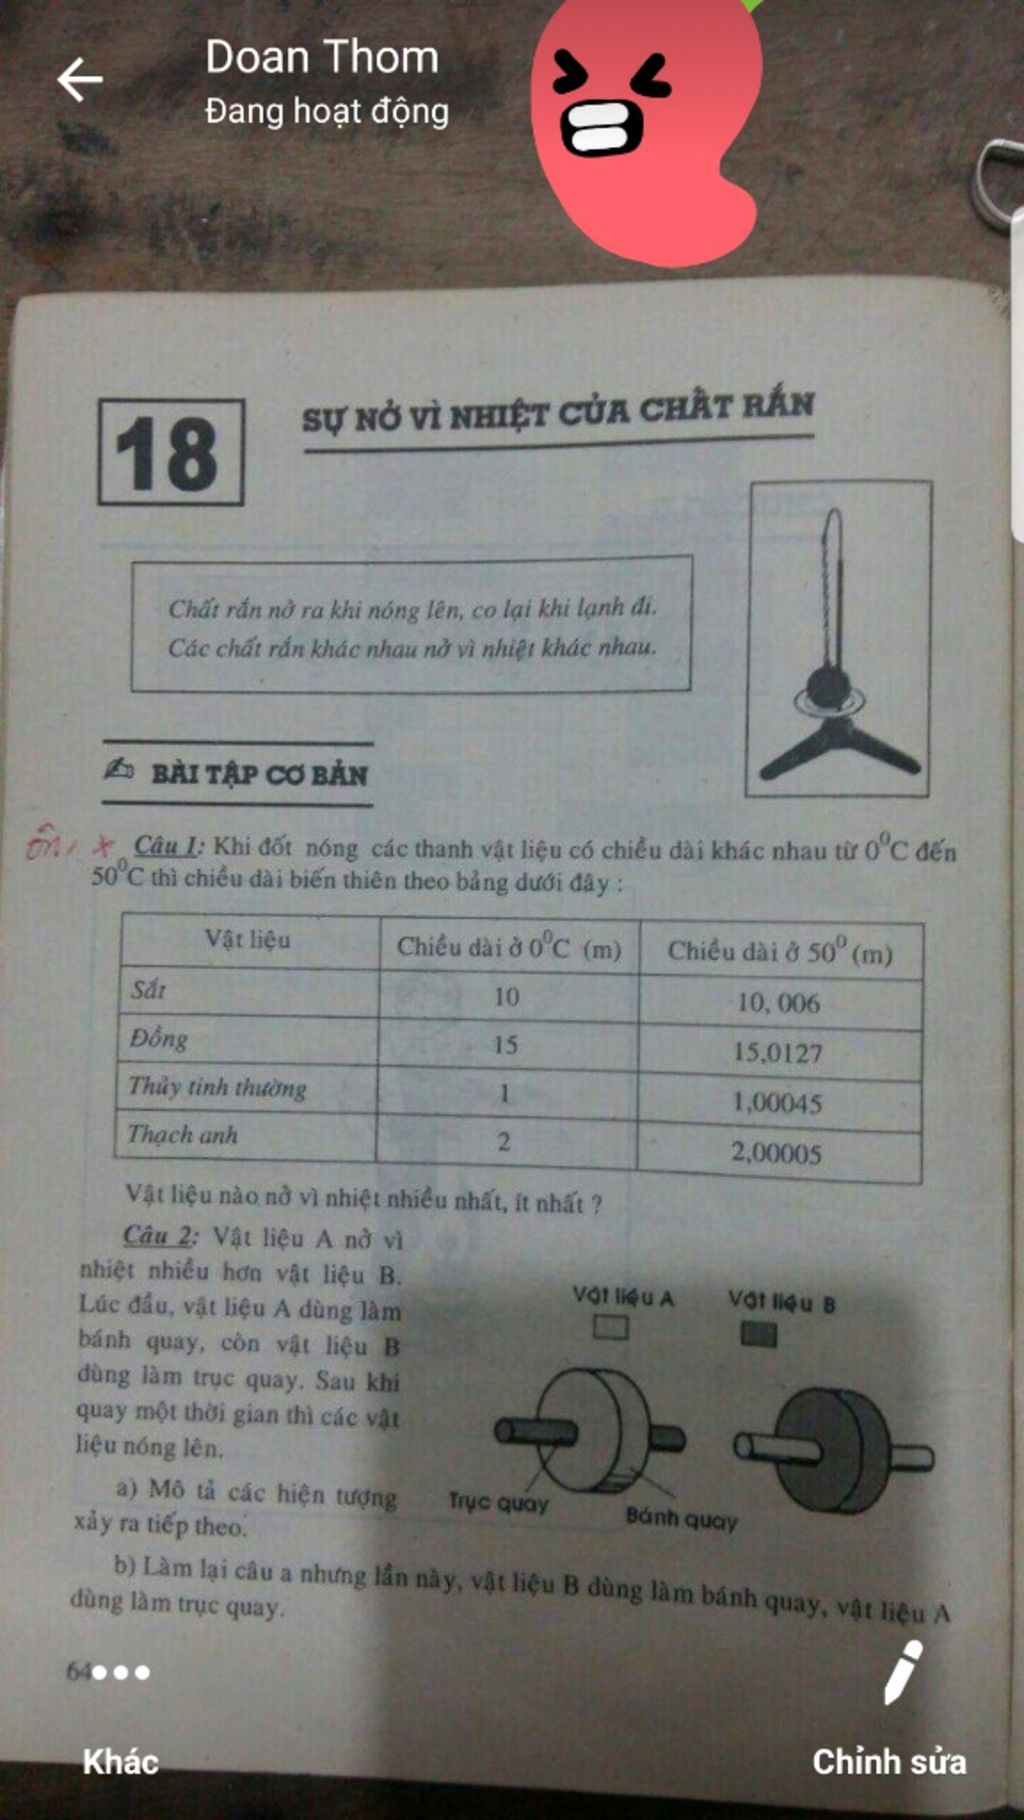 Doan Thom
Đang hoạt động
18
SỰ NỞ VÌ NHIỆT CỦA CHẤT RẮN
Chất rắn nở ra khi nóng lên, co lại khi lạnh đi.
Các chất rắn khác nhau nở vì nhiệt khác nhau.
BÀI TẬP CƠ BẢN
Câu 1: Khi đốt nóng các thanh vật liệu có chiều dài khác nhau từ 0⁰C đến
50⁰C thì chiều dài biến thiên theo bảng dưới đây :
Vật liệu Chiều dài ở 0⁰C (m) Chiều dài ở 50⁰ (m)
Sắt 10 10, 006
Đồng 15 15,0127
Thủy tinh thường 1 1,00045
Thạch anh 2 2,00005
Vật liệu nào nở vì nhiệt nhiều nhất, ít nhất ?
Câu 2: Vật liệu A nở vì
nhiệt nhiều hơn vật liệu B.
Lúc đầu, vật liệu A dùng làm
bánh quay, còn vật liệu B
dùng làm trục quay. Sau khi
quay một thời gian thì các vật
liệu nóng lên.
a) Mô tả các hiện tượng
xảy ra tiếp theo.
Vật liệu A Vật liệu B
Trục quay
Bánh quay
b) Làm lại câu a nhưng lần này, vật liệu B dùng làm bánh quay, vật liệu A
dùng làm trục quay.
64
Khác
Chỉnh sửa